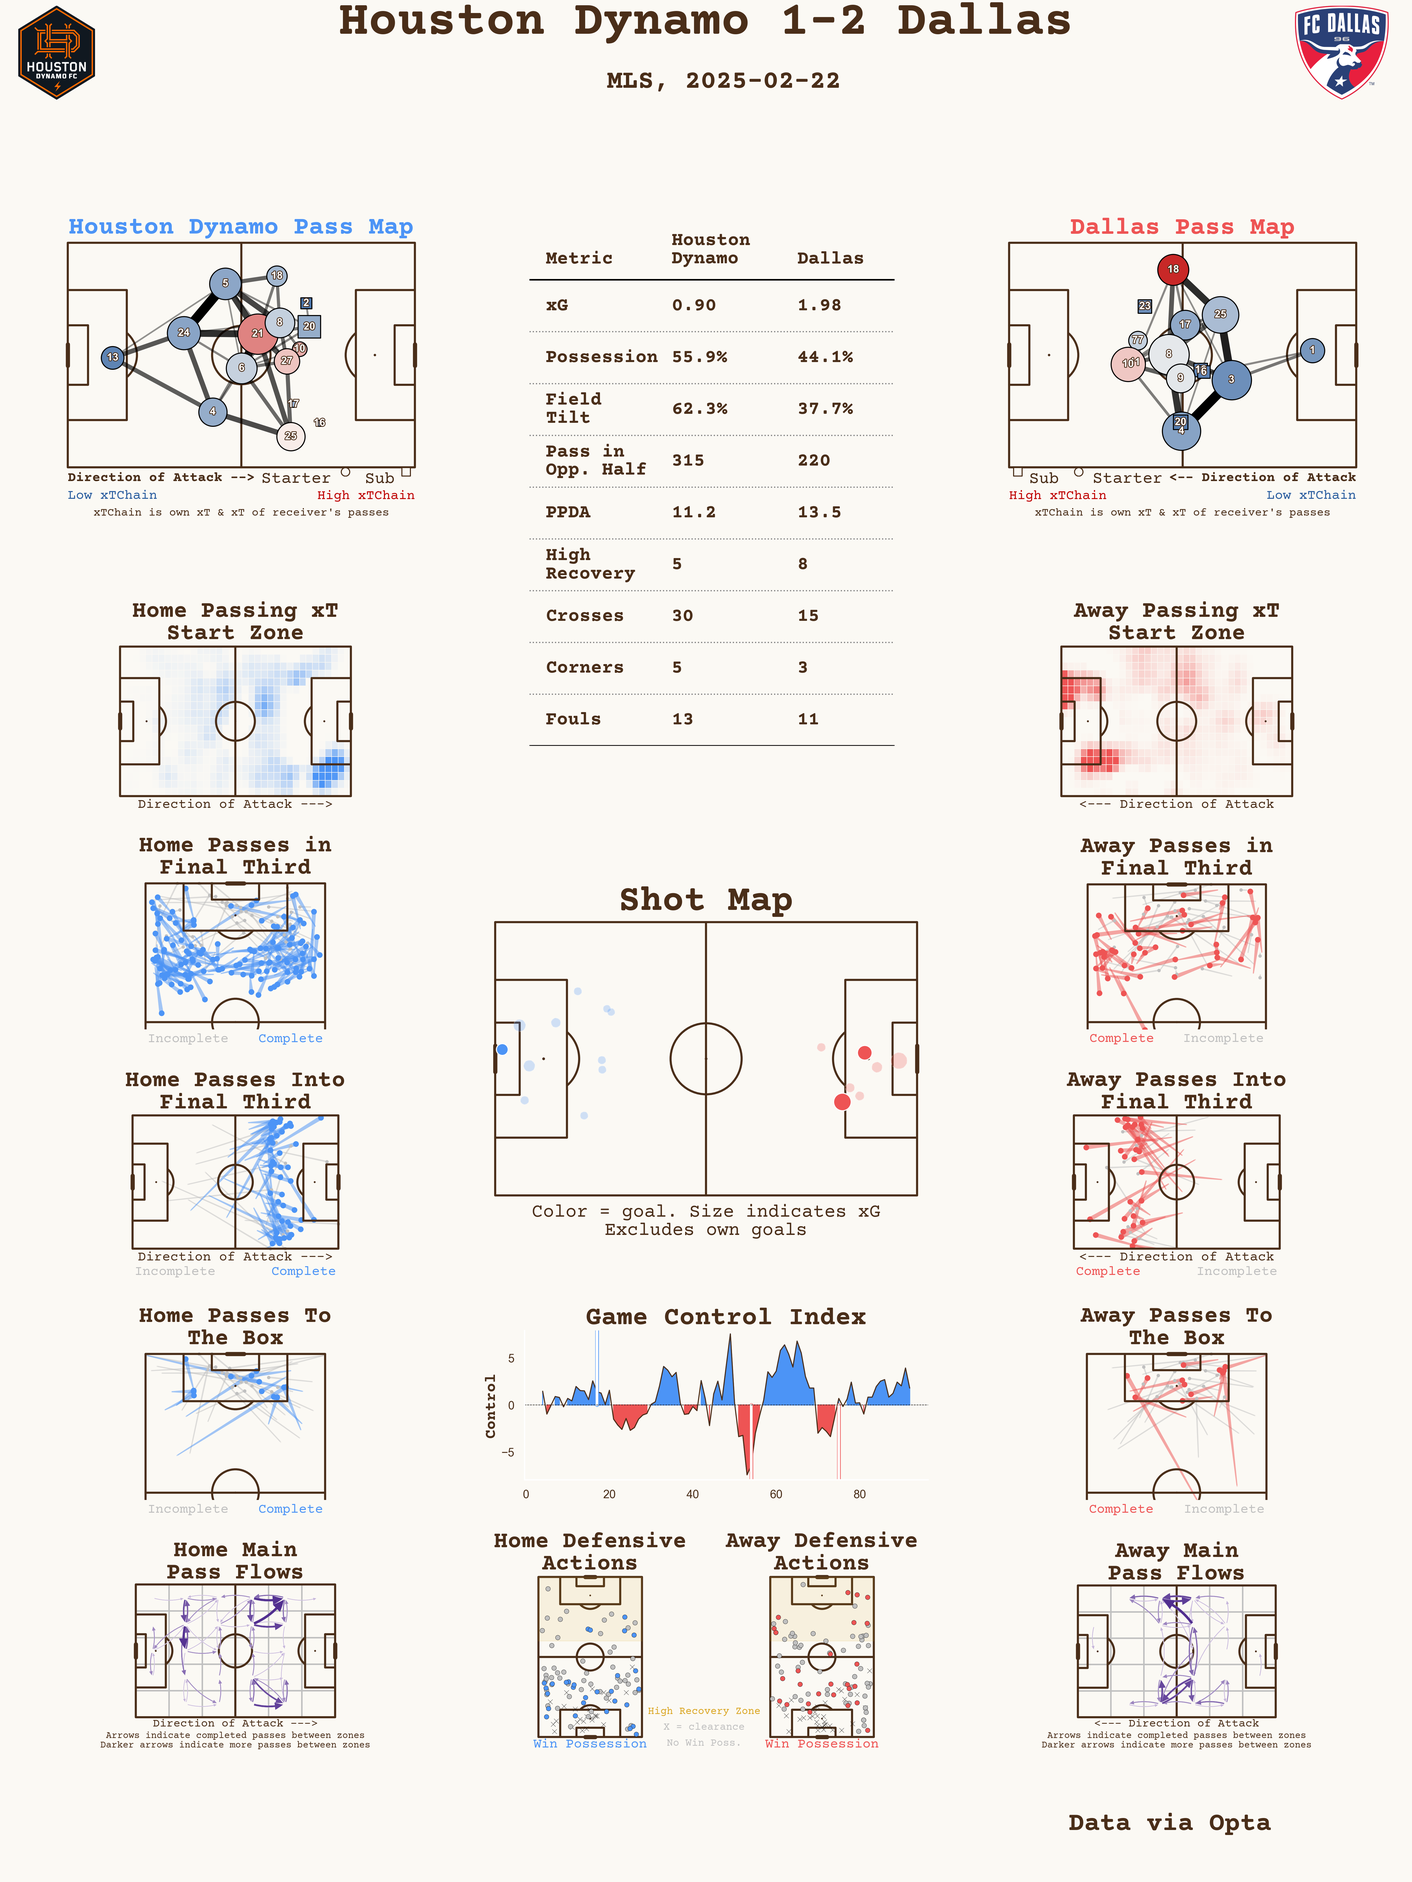 Houston Dynamo 1-2 Dallas
MLS, 2025-02-22
HOUSTON
DYNAMO FC
FC DALLAS
96
Houston Dynamo Pass Map
5
18
2
8
20
24
21
10
13
27
6
17
4
16
25
Direction of Attack --> Starter Sub
Low xTChain High xTChain
xTChain is own xT & xT of receiver's passes
Metric Houston Dynamo Dallas
xG 0.90 1.98
Possession 55.9% 44.1%
Field Tilt 62.3% 37.7%
Pass in Opp. Half 315 220
PPDA 11.2 13.5
High Recovery 5 8
Crosses 30 15
Corners 5 3
Fouls 13 11
Dallas Pass Map
18
23
25
17
77
8
1
10
9
3
20
4
Sub Starter <-- Direction of Attack
High xTChain Low xTChain
xTChain is own xT & xT of receiver's passes
Home Passing xT
Start Zone
Direction of Attack --->
Away Passing xT
Start Zone
<--- Direction of Attack
Home Passes in
Final Third
Incomplete Complete
Away Passes in
Final Third
Complete Incomplete
Shot Map
Color = goal. Size indicates xG
Excludes own goals
Home Passes Into
Final Third
Direction of Attack --->
Incomplete Complete
Away Passes Into
Final Third
<--- Direction of Attack
Complete Incomplete
Home Passes To
The Box
Incomplete Complete
Game Control Index
Control
5
0
−5
0 20 40 60 80
Away Passes To
The Box
Complete Incomplete
Home Main
Pass Flows
Direction of Attack --->
Arrows indicate completed passes between zones
Darker arrows indicate more passes between zones
Home Defensive
Actions
Win Possession
Away Defensive
Actions
Win Possession
High Recovery Zone
X = clearance
No Win Poss.
Away Main
Pass Flows
<--- Direction of Attack
Arrows indicate completed passes between zones
Darker arrows indicate more passes between zones
Data via Opta